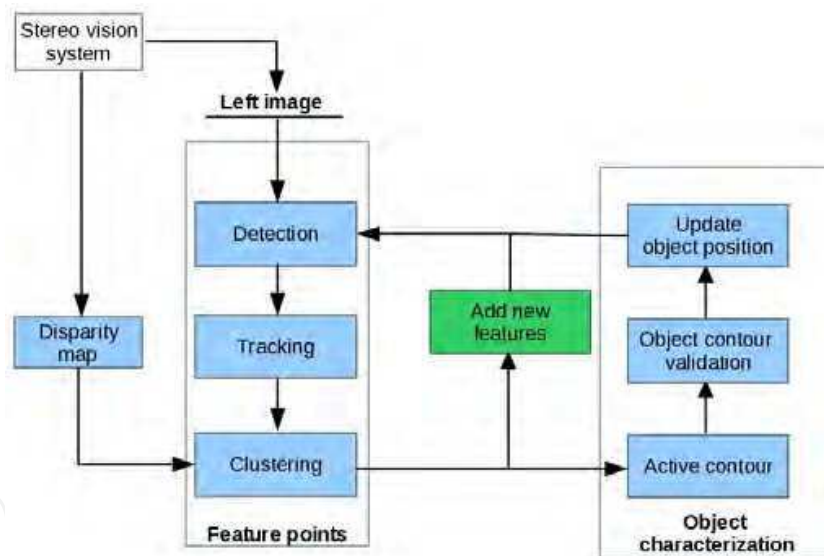 Stereo vision
system
Left image
Detection
Update
object position
Add new
features
Disparity
map
Tracking
Object contour
validation
Clustering
Active contour
Feature points
Object
characterization